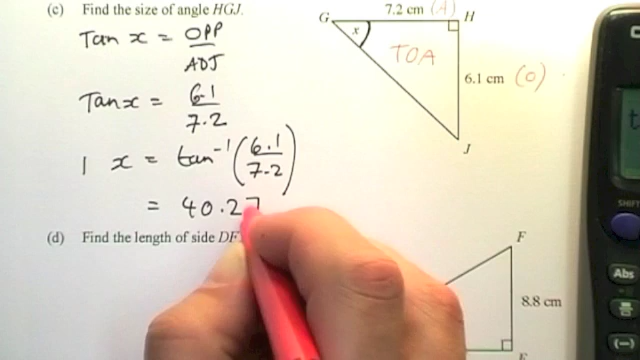 (c) Find the size of angle HGJ.
Tan x = OPP
ADJ
Tan x = 6.1
7.2
1 x = tan⁻¹ (6.1
7.2)
= 40.27
G 7.2 cm (A) H
x
TOA
6.1 cm (O)
J
(d) Find the length of side DF
F
8.8 cm
Abs
(−)